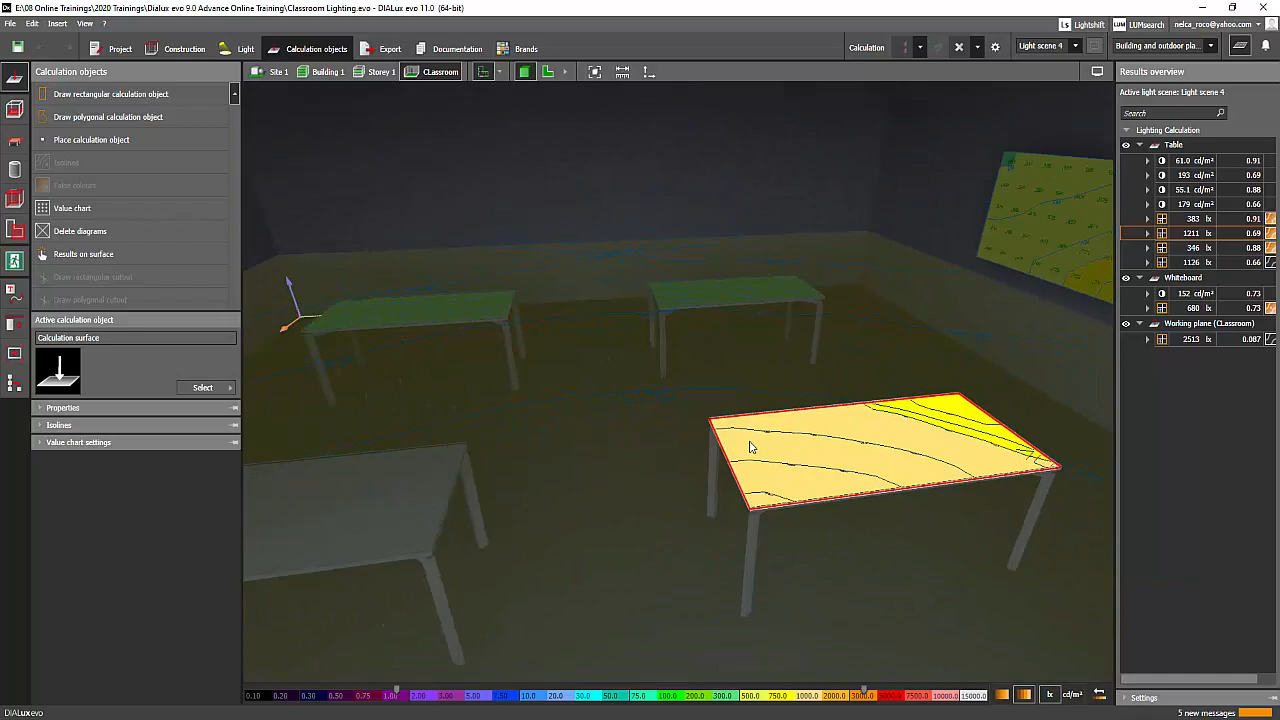 E:\08 Online Trainings\2020 Trainings\Dialux evo 9.0 Advance Online Training\Classroom Lighting.evo - DIALux evo 11.0 (64-bit)
File Edit Insert View ?
Lightshift LUMsearch nelca_roco@yahoo.com
Project Construction Light Calculation objects Export Documentation Brands Calculation Light scene 4 Building and outdoor pla...
Calculation objects
Site 1 Building 1 Storey 1 CLassroom
Results overview
Draw rectangular calculation object
Draw polygonal calculation object
Place calculation object
Isolines
False colours
Value chart
Delete diagrams
Results on surface
Draw rectangular cutout
Draw polygonal cutout
Active calculation object
Calculation surface
Select
Properties
Isolines
Value chart settings
Active light scene: Light scene 4
Search
Lighting Calculation
Table
61.0 cd/m² 0.91
193 cd/m² 0.69
55.1 cd/m² 0.88
179 cd/m² 0.66
383 lx 0.91
1211 lx 0.69
346 lx 0.88
1126 lx 0.66
Whiteboard
152 cd/m² 0.73
680 lx 0.73
Working plane (CLassroom)
2513 lx 0.087
0.10 0.20 0.30 0.50 0.75 1.00 2.00 3.00 5.00 7.50 10.0 20.0 30.0 50.0 75.0 100.0 200.0 300.0 500.0 750.0 1000.0 2000.0 3000.0 5000.0 7500.0 10000.0 15000.0 lx cd/m²
Settings
DIALux evo
5 new messages